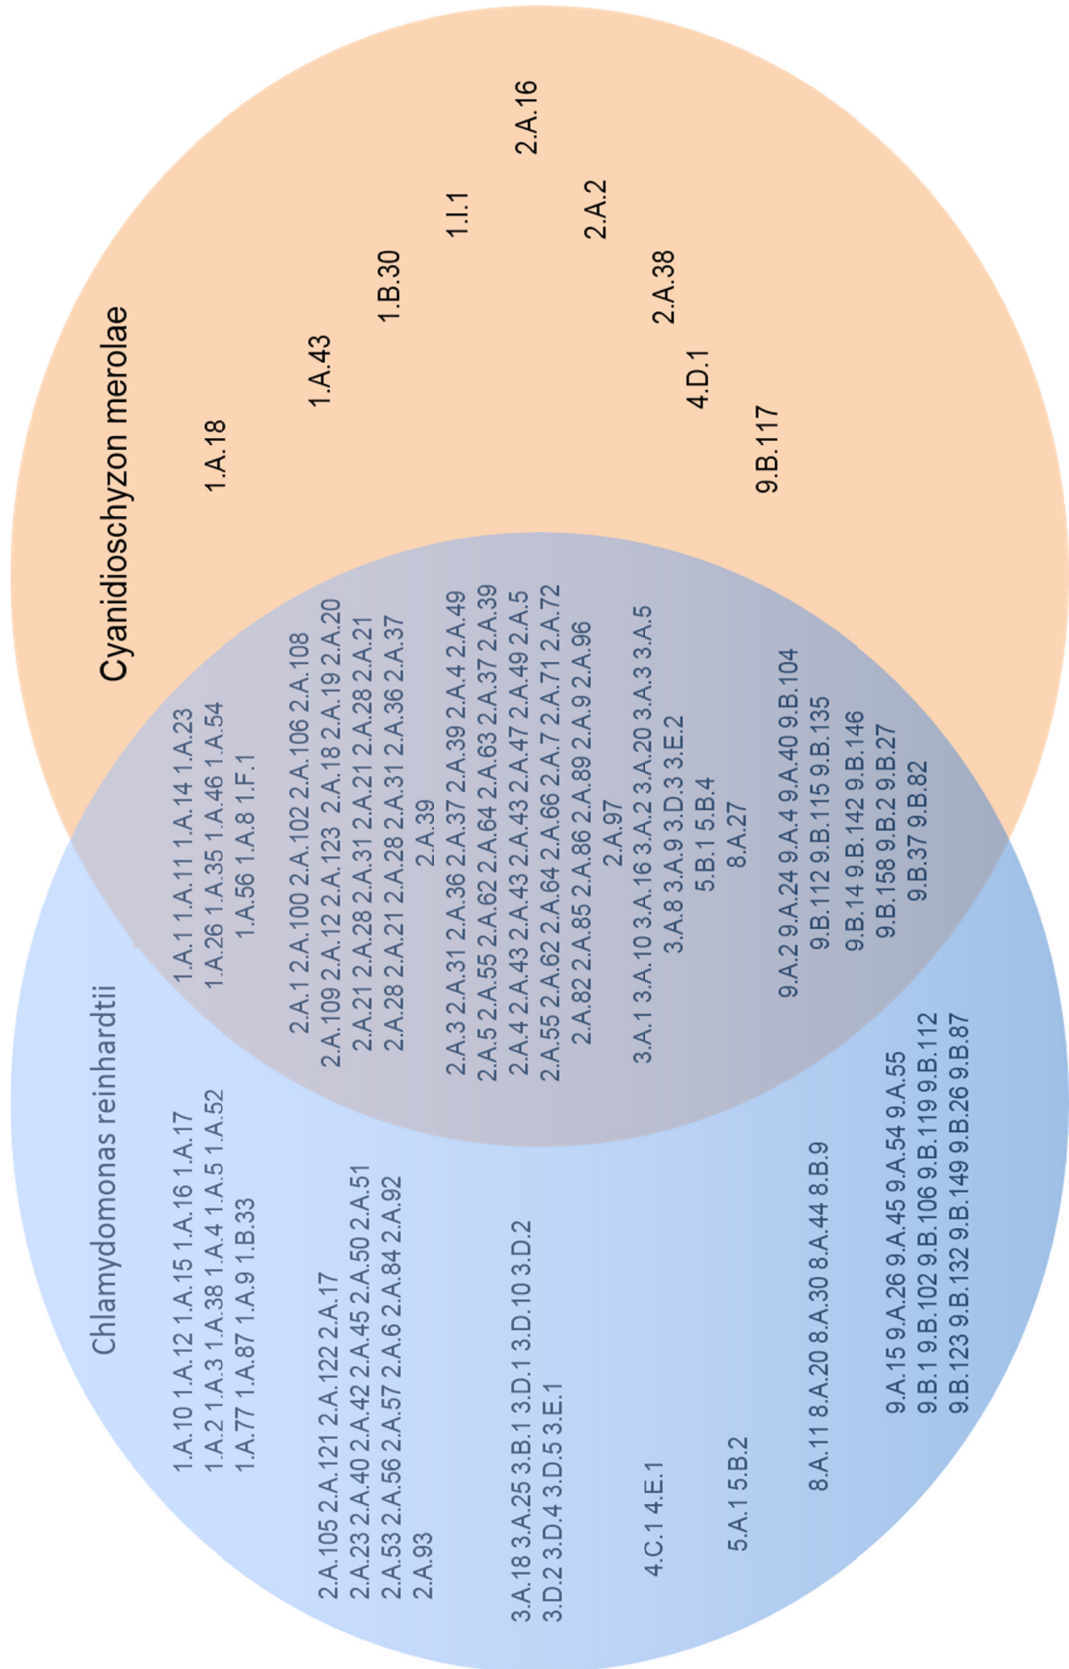 Chlamydomonas reinhardtii
1.A.10 1.A.12 1.A.15 1.A.16 1.A.17
1.A.2 1.A.3 1.A.38 1.A.4 1.A.5 1.A.52
1.A.77 1.A.87 1.A.9 1.B.33
2.A.105 2.A.121 2.A.122 2.A.17
2.A.23 2.A.40 2.A.42 2.A.45 2.A.50 2.A.51
2.A.53 2.A.56 2.A.57 2.A.6 2.A.84 2.A.92
2.A.93
3.A.18 3.A.25 3.B.1 3.D.1 3.D.10 3.D.2
3.D.2 3.D.4 3.D.5 3.E.1
4.C.1 4.E.1
5.A.1 5.B.2
8.A.11 8.A.20 8.A.30 8.A.44 8.B.9
9.A.15 9.A.26 9.A.45 9.A.54 9.A.55
9.B.1 9.B.102 9.B.106 9.B.119 9.B.112
9.B.123 9.B.132 9.B.149 9.B.26 9.B.87
1.A.1 1.A.11 1.A.14 1.A.23
1.A.26 1.A.35 1.A.46 1.A.54
1.A.56 1.A.8 1.F.1
2.A.1 2.A.100 2.A.102 2.A.106 2.A.108
2.A.109 2.A.12 2.A.123 2.A.18 2.A.19 2.A.20
2.A.21 2.A.28 2.A.31 2.A.21 2.A.28 2.A.21
2.A.28 2.A.21 2.A.28 2.A.31 2.A.36 2.A.37
2.A.39
2.A.3 2.A.31 2.A.36 2.A.37 2.A.39 2.A.4 2.A.49
2.A.5 2.A.55 2.A.62 2.A.64 2.A.63 2.A.37 2.A.39
2.A.4 2.A.43 2.A.43 2.A.43 2.A.47 2.A.49 2.A.5
2.A.55 2.A.62 2.A.64 2.A.66 2.A.7 2.A.71 2.A.72
2.A.82 2.A.85 2.A.86 2.A.89 2.A.9 2.A.96
2.A.97
3.A.1 3.A.10 3.A.16 3.A.2 3.A.20 3.A.3 3.A.5
3.A.8 3.A.9 3.D.3 3.E.2
5.B.1 5.B.4
8.A.27
9.A.2 9.A.24 9.A.4 9.A.40 9.B.104
9.B.112 9.B.115 9.B.135
9.B.14 9.B.142 9.B.146
9.B.158 9.B.2 9.B.27
9.B.37 9.B.82
Cyanidioschyzon merolae
1.A.18
1.A.43
1.B.30
1.I.1
2.A.16
2.A.2
2.A.38
4.D.1
9.B.117